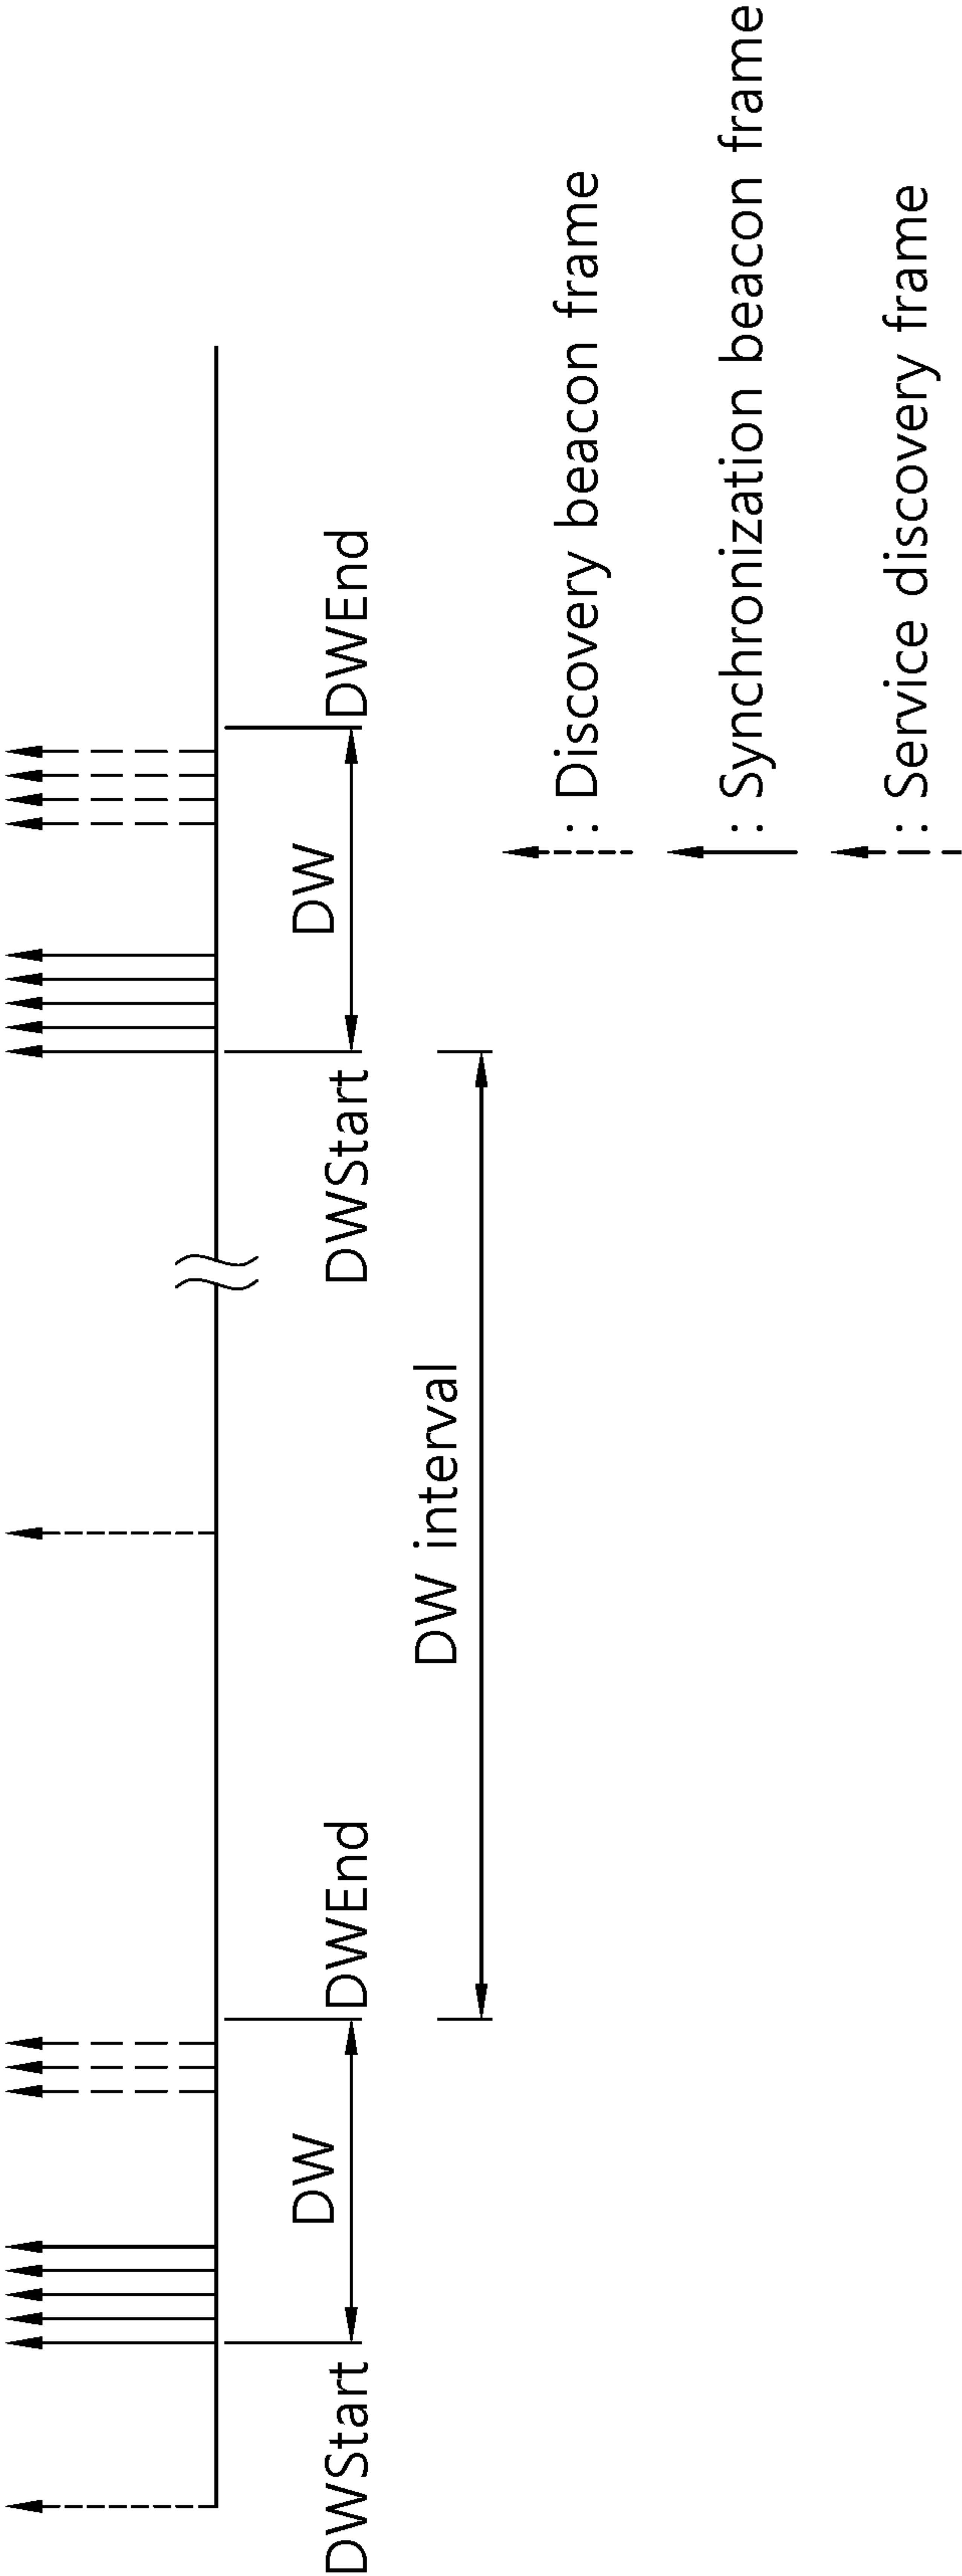 DW
DW
DWStart
DWEnd
DWStart
DWEnd
DW interval
: Discovery beacon frame
: Synchronization beacon frame
: Service discovery frame